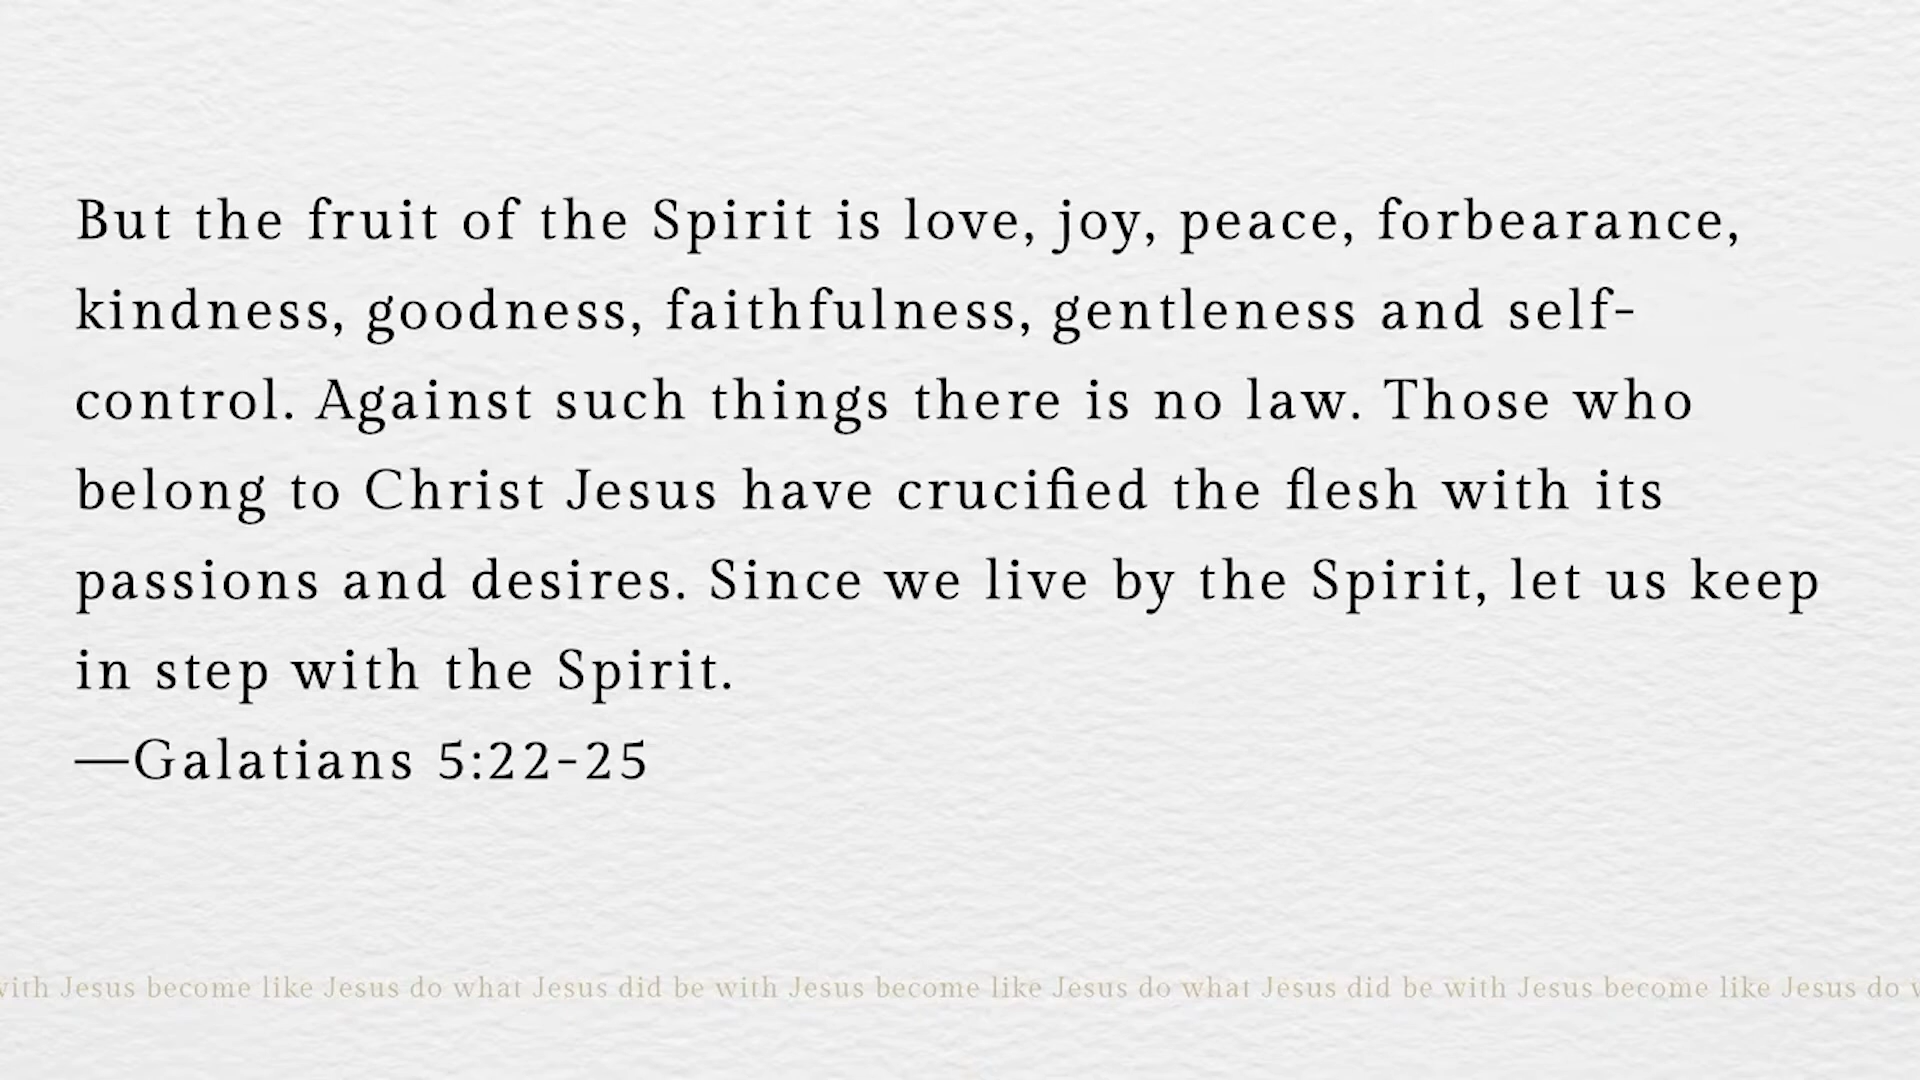 But the fruit of the Spirit is love, joy, peace, forbearance,
kindness, goodness, faithfulness, gentleness and self-
control. Against such things there is no law. Those who
belong to Christ Jesus have crucified the flesh with its
passions and desires. Since we live by the Spirit, let us keep
in step with the Spirit.
—Galatians 5:22-25
with Jesus become like Jesus do what Jesus did be with Jesus become like Jesus do what Jesus did be with Jesus become like Jesus do